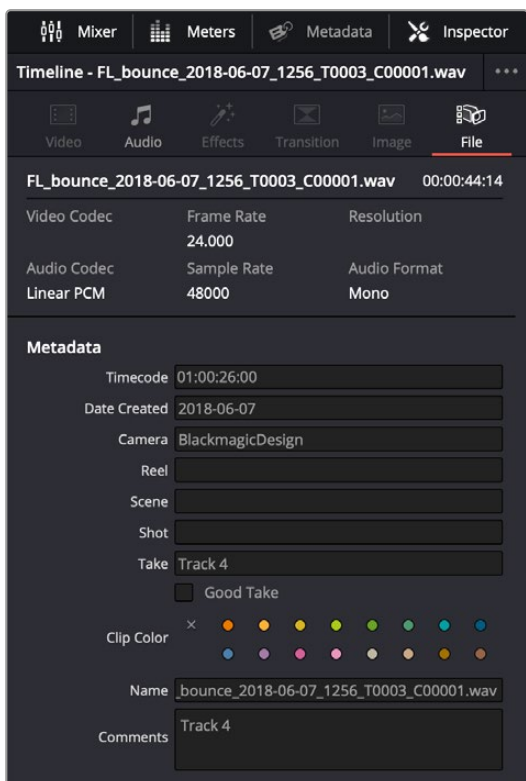 Mixer Meters Metadata Inspector
Timeline - FL_bounce_2018-06-07_1256_T0003_C00001.wav
Video Audio Effects Transition Image File
FL_bounce_2018-06-07_1256_T0003_C00001.wav 00:00:44:14
Video Codec Frame Rate Resolution
24.000
Audio Codec Sample Rate Audio Format
Linear PCM 48000 Mono
Metadata
Timecode 01:00:26:00
Date Created 2018-06-07
Camera BlackmagicDesign
Reel
Scene
Shot
Take Track 4
Good Take
Clip Color
Name _bounce_2018-06-07_1256_T0003_C00001.wav
Comments Track 4